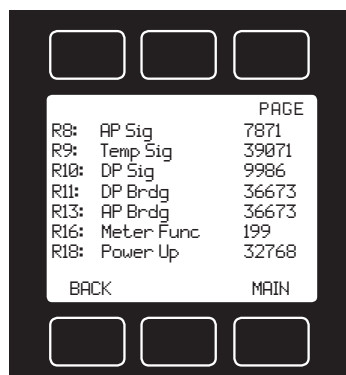 PAGE
R8: AP Sig 7871
R9: Temp Sig 39071
R10: DP Sig 9986
R11: DP Brdg 36673
R13: AP Brdg 36673
R16: Meter Func 199
R18: Power Up 32768
BACK MAIN